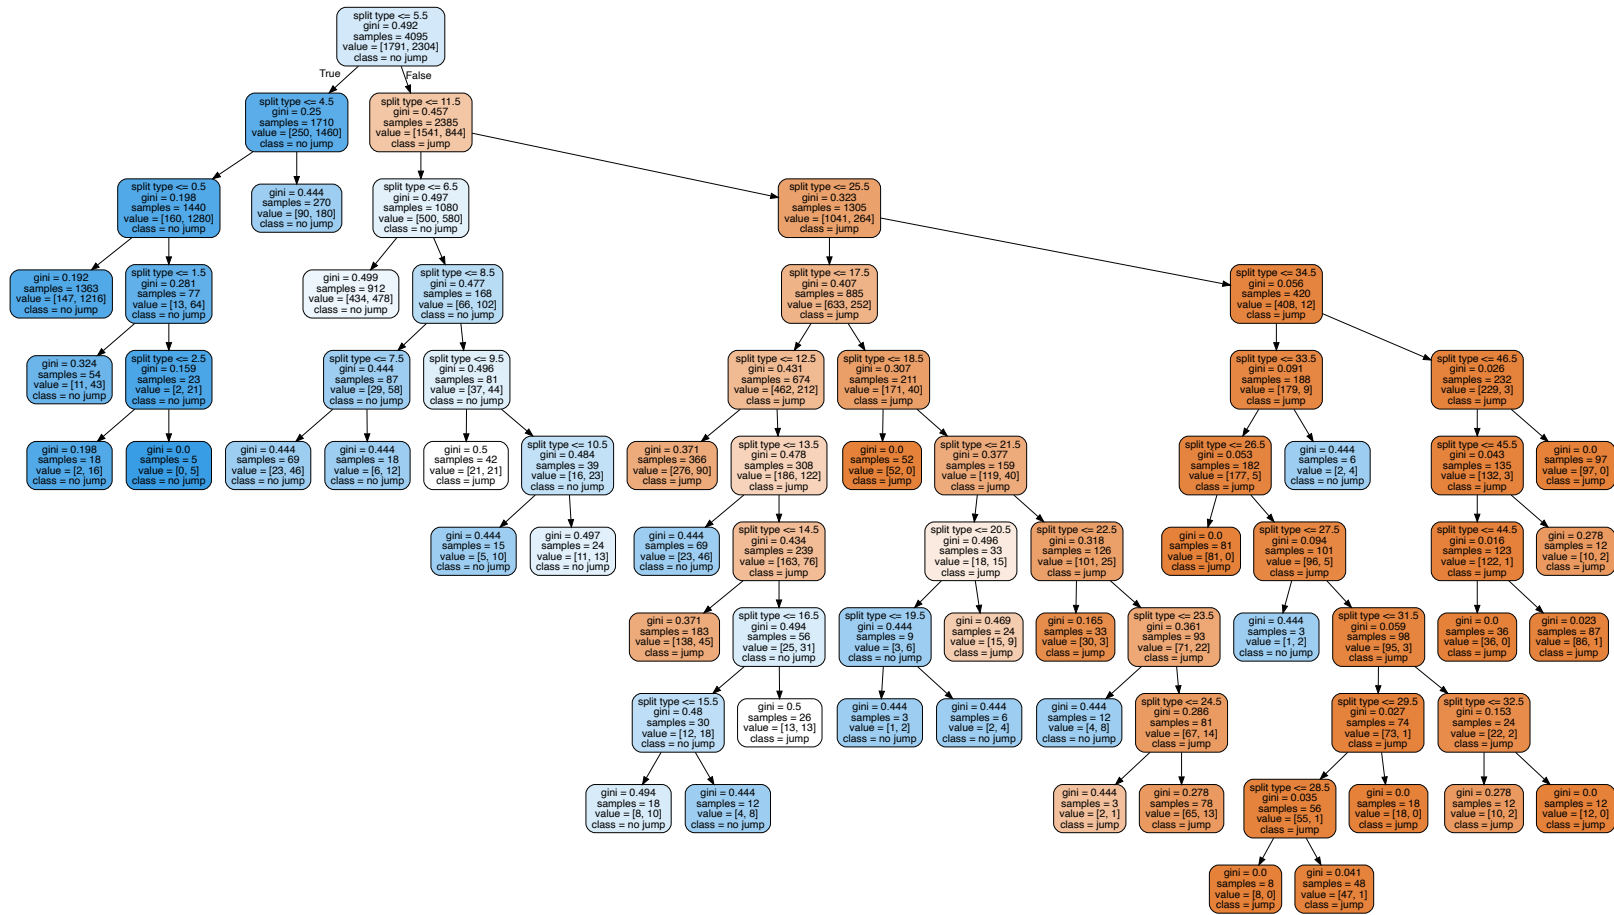 split type <= 5.5
gini = 0.492
samples = 4095
value = [1791, 2304]
class = no jump
True
False
split type <= 4.5
gini = 0.25
samples = 1710
value = [250, 1460]
class = no jump
split type <= 11.5
gini = 0.457
samples = 2385
value = [1541, 844]
class = jump
split type <= 0.5
gini = 0.198
samples = 1440
value = [160, 1280]
class = no jump
gini = 0.444
samples = 270
value = [90, 180]
class = no jump
split type <= 6.5
gini = 0.497
samples = 1080
value = [500, 580]
class = no jump
split type <= 25.5
gini = 0.323
samples = 1305
value = [1041, 264]
class = jump
gini = 0.192
samples = 1363
value = [147, 1216]
class = no jump
split type <= 1.5
gini = 0.281
samples = 77
value = [13, 64]
class = no jump
gini = 0.499
samples = 912
value = [434, 478]
class = no jump
split type <= 8.5
gini = 0.477
samples = 168
value = [66, 102]
class = no jump
split type <= 17.5
gini = 0.407
samples = 885
value = [633, 252]
class = jump
split type <= 34.5
gini = 0.056
samples = 420
value = [408, 12]
class = jump
gini = 0.324
samples = 54
value = [11, 43]
class = no jump
split type <= 2.5
gini = 0.159
samples = 23
value = [2, 21]
class = no jump
split type <= 7.5
gini = 0.444
samples = 87
value = [29, 58]
class = no jump
split type <= 9.5
gini = 0.496
samples = 81
value = [37, 44]
class = no jump
split type <= 12.5
gini = 0.431
samples = 674
value = [462, 212]
class = jump
split type <= 18.5
gini = 0.307
samples = 211
value = [171, 40]
class = jump
split type <= 33.5
gini = 0.091
samples = 188
value = [179, 9]
class = jump
split type <= 46.5
gini = 0.026
samples = 232
value = [229, 3]
class = jump
gini = 0.198
samples = 18
value = [2, 16]
class = no jump
gini = 0.0
samples = 5
value = [0, 5]
class = no jump
gini = 0.444
samples = 69
value = [23, 46]
class = no jump
gini = 0.444
samples = 18
value = [6, 12]
class = no jump
gini = 0.5
samples = 42
value = [21, 21]
class = jump
split type <= 10.5
gini = 0.484
samples = 39
value = [16, 23]
class = no jump
gini = 0.371
samples = 366
value = [276, 90]
class = jump
split type <= 13.5
gini = 0.478
samples = 308
value = [186, 122]
class = jump
gini = 0.0
samples = 52
value = [52, 0]
class = jump
split type <= 21.5
gini = 0.377
samples = 159
value = [119, 40]
class = jump
split type <= 26.5
gini = 0.053
samples = 182
value = [177, 5]
class = jump
gini = 0.444
samples = 6
value = [2, 4]
class = no jump
split type <= 45.5
gini = 0.043
samples = 135
value = [132, 3]
class = jump
gini = 0.0
samples = 97
value = [97, 0]
class = jump
gini = 0.444
samples = 15
value = [5, 10]
class = no jump
gini = 0.497
samples = 24
value = [11, 13]
class = no jump
gini = 0.444
samples = 69
value = [23, 46]
class = no jump
split type <= 14.5
gini = 0.434
samples = 239
value = [163, 76]
class = jump
split type <= 20.5
gini = 0.496
samples = 33
value = [18, 15]
class = jump
split type <= 22.5
gini = 0.318
samples = 126
value = [101, 25]
class = jump
gini = 0.0
samples = 81
value = [81, 0]
class = jump
split type <= 27.5
gini = 0.094
samples = 101
value = [96, 5]
class = jump
split type <= 44.5
gini = 0.016
samples = 123
value = [122, 1]
class = jump
gini = 0.278
samples = 12
value = [10, 2]
class = jump
gini = 0.371
samples = 183
value = [138, 45]
class = jump
split type <= 16.5
gini = 0.494
samples = 56
value = [25, 31]
class = no jump
split type <= 19.5
gini = 0.444
samples = 9
value = [3, 6]
class = no jump
gini = 0.469
samples = 24
value = [15, 9]
class = jump
gini = 0.165
samples = 33
value = [30, 3]
class = jump
split type <= 23.5
gini = 0.361
samples = 93
value = [71, 22]
class = jump
gini = 0.444
samples = 3
value = [1, 2]
class = no jump
split type <= 31.5
gini = 0.059
samples = 98
value = [95, 3]
class = jump
gini = 0.0
samples = 36
value = [36, 0]
class = jump
gini = 0.023
samples = 87
value = [86, 1]
class = jump
split type <= 15.5
gini = 0.48
samples = 30
value = [12, 18]
class = no jump
gini = 0.5
samples = 26
value = [13, 13]
class = jump
gini = 0.444
samples = 3
value = [1, 2]
class = no jump
gini = 0.444
samples = 6
value = [2, 4]
class = no jump
gini = 0.444
samples = 12
value = [4, 8]
class = no jump
split type <= 24.5
gini = 0.286
samples = 81
value = [67, 14]
class = jump
split type <= 29.5
gini = 0.027
samples = 74
value = [73, 1]
class = jump
split type <= 32.5
gini = 0.153
samples = 24
value = [22, 2]
class = jump
gini = 0.494
samples = 18
value = [8, 10]
class = no jump
gini = 0.444
samples = 12
value = [4, 8]
class = no jump
gini = 0.444
samples = 3
value = [2, 1]
class = jump
gini = 0.278
samples = 78
value = [65, 13]
class = jump
split type <= 28.5
gini = 0.035
samples = 56
value = [55, 1]
class = jump
gini = 0.0
samples = 18
value = [18, 0]
class = jump
gini = 0.278
samples = 12
value = [10, 2]
class = jump
gini = 0.0
samples = 12
value = [12, 0]
class = jump
gini = 0.0
samples = 8
value = [8, 0]
class = jump
gini = 0.041
samples = 48
value = [47, 1]
class = jump